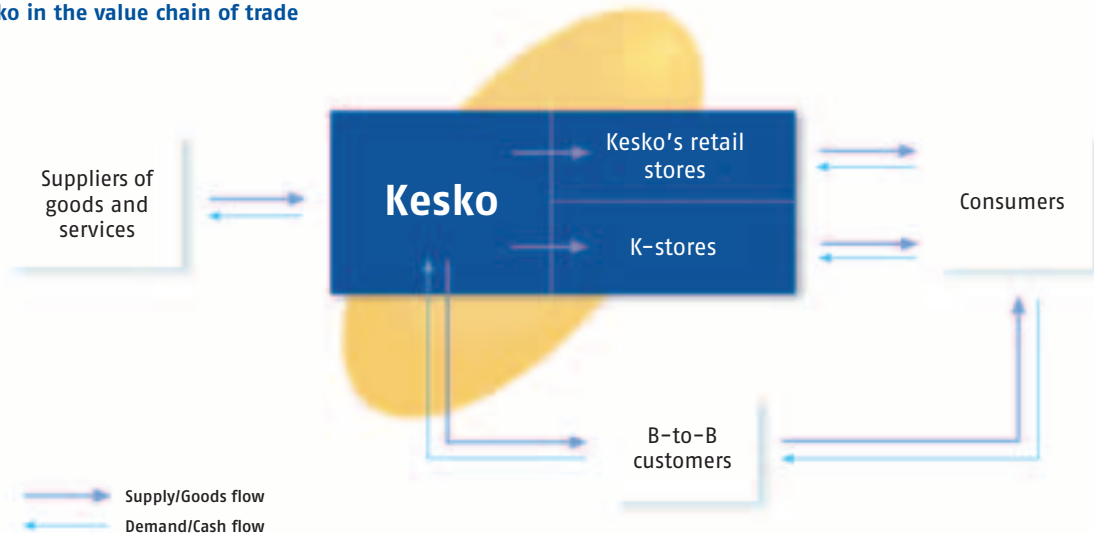 ko in the value chain of trade
Kesko's retail
stores
Suppliers of
goods and
services
Kesko
Consumers
K-stores
B-to-B
customers
Supply/Goods flow
Demand/Cash flow